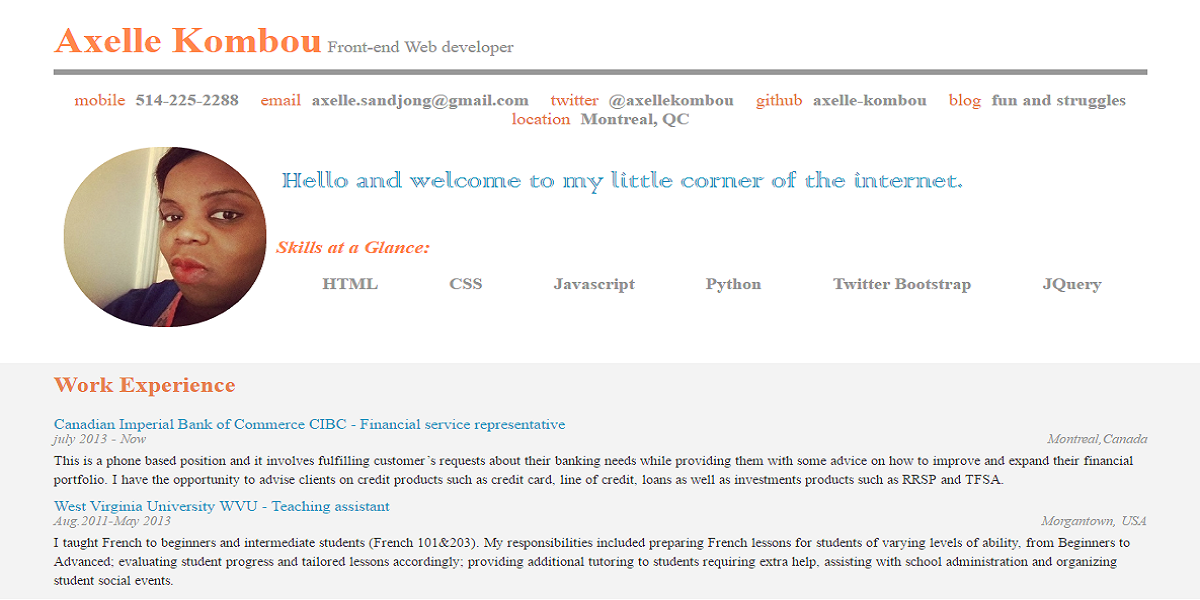 Axelle Kombou Front-end Web developer
mobile 514-225-2288 email axelle.sandjong@gmail.com twitter @axellekombou github axelle-kombou blog fun and struggles
location Montreal, QC
Hello and welcome to my little corner of the internet.
Skills at a Glance:
HTML CSS Javascript Python Twitter Bootstrap JQuery
Work Experience
Canadian Imperial Bank of Commerce CIBC - Financial service representative
july 2013 - Now Montreal,Canada
This is a phone based position and it involves fulfilling customer`s requests about their banking needs while providing them with some advice on how to improve and expand their financial
portfolio. I have the opportunity to advise clients on credit products such as credit card, line of credit, loans as well as investments products such as RRSP and TFSA.
West Virginia University WVU - Teaching assistant
Aug.2011-May 2013 Morgantown, USA
I taught French to beginners and intermediate students (French 101&203). My responsibilities included preparing French lessons for students of varying levels of ability, from Beginners to
Advanced; evaluating student progress and tailored lessons accordingly; providing additional tutoring to students requiring extra help, assisting with school administration and organizing
student social events.